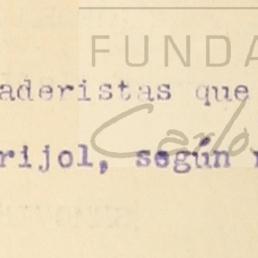 FUNDA
aderistas que
Carlo
rijol, según